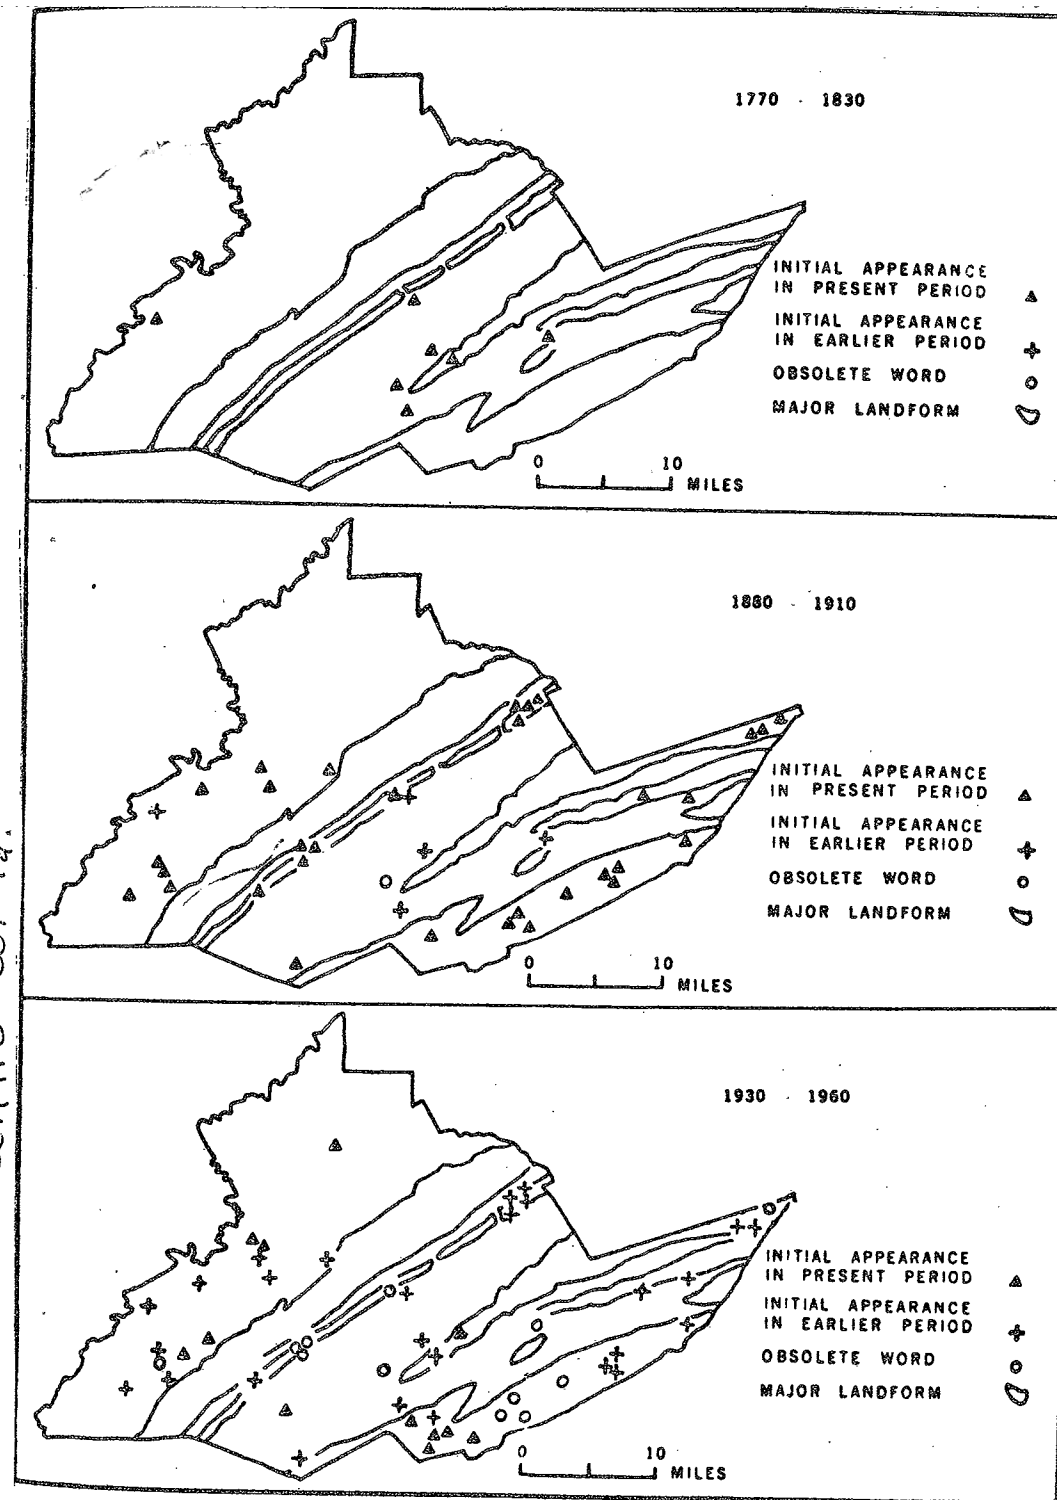 1770 - 1830
INITIAL APPEARANCE
IN PRESENT PERIOD
INITIAL APPEARANCE
IN EARLIER PERIOD
OBSOLETE WORD
MAJOR LANDFORM
0 10
MILES
1880 - 1910
INITIAL APPEARANCE
IN PRESENT PERIOD
INITIAL APPEARANCE
IN EARLIER PERIOD
OBSOLETE WORD
MAJOR LANDFORM
0 10
MILES
1930 - 1960
INITIAL APPEARANCE
IN PRESENT PERIOD
INITIAL APPEARANCE
IN EARLIER PERIOD
OBSOLETE WORD
MAJOR LANDFORM
0 10
MILES